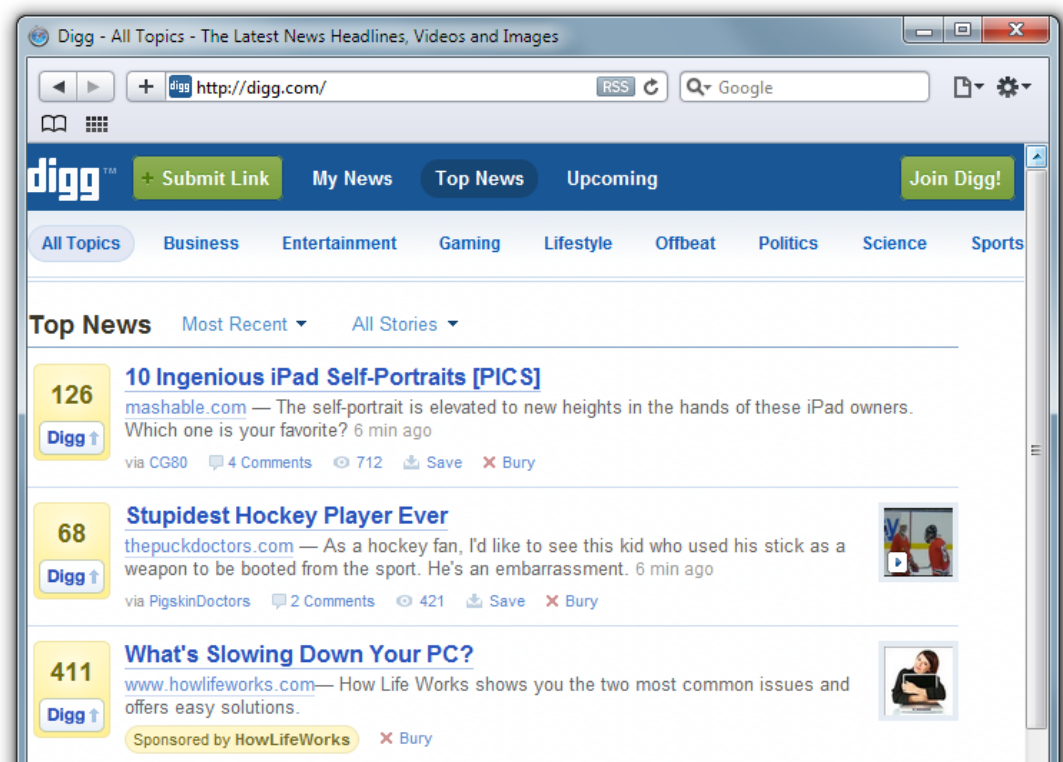 Digg - All Topics - The Latest News Headlines, Videos and Images
digg http://digg.com/ RSS Google
digg™ + Submit Link My News Top News Upcoming Join Digg!
All Topics Business Entertainment Gaming Lifestyle Offbeat Politics Science Sports
Top News Most Recent All Stories
126
Digg
10 Ingenious iPad Self-Portraits [PICS]
mashable.com — The self-portrait is elevated to new heights in the hands of these iPad owners.
Which one is your favorite? 6 min ago
via CG80 4 Comments 712 Save Bury
68
Digg
Stupidest Hockey Player Ever
thepuckdoctors.com — As a hockey fan, I'd like to see this kid who used his stick as a
weapon to be booted from the sport. He's an embarrassment. 6 min ago
via PigskinDoctors 2 Comments 421 Save Bury
411
Digg
What's Slowing Down Your PC?
www.howlifeworks.com— How Life Works shows you the two most common issues and
offers easy solutions.
Sponsored by HowLifeWorks Bury